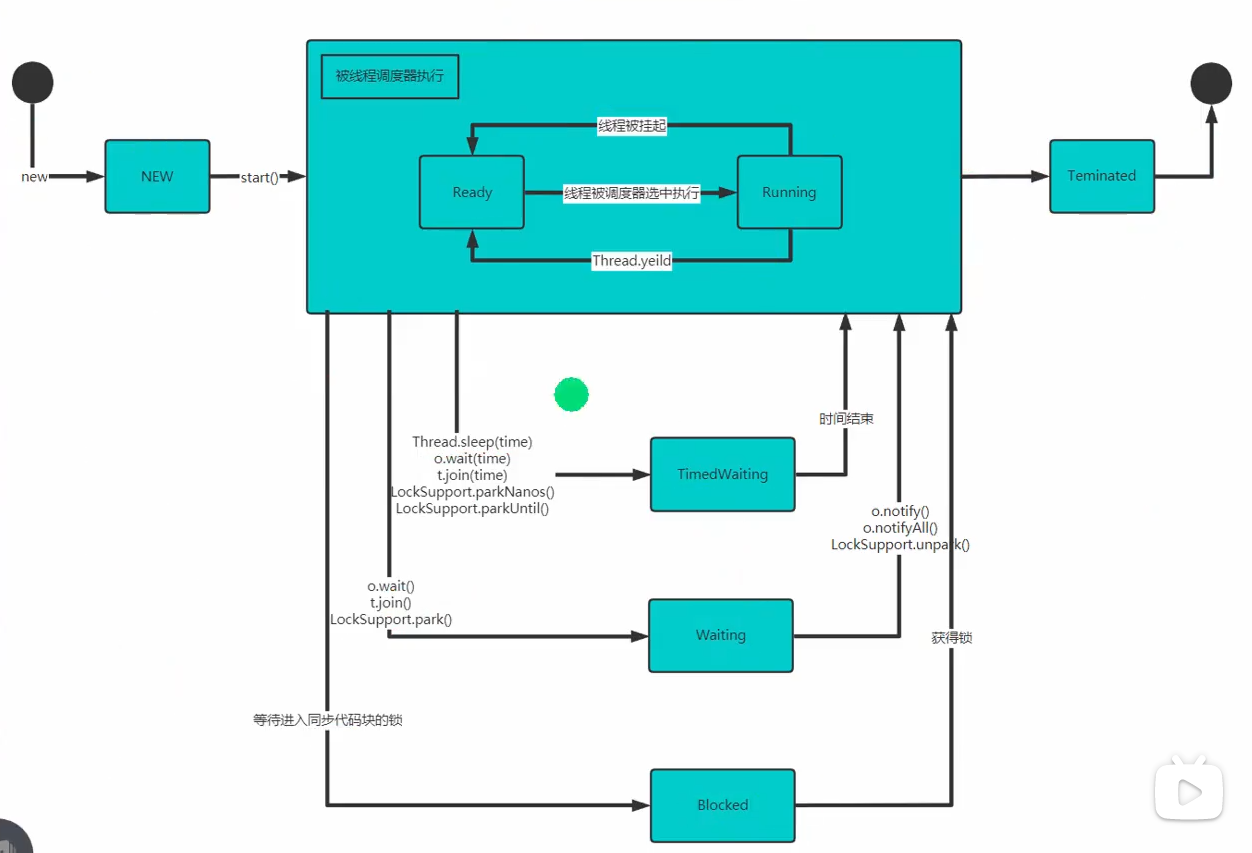 被线程调度器执行
线程被挂起
new
NEW
start()
Ready
线程被调度器选中执行
Running
Teminated
Thread.yeild
时间结束
Thread.sleep(time)
o.wait(time)
t.join(time)
LockSupport.parkNanos()
LockSupport.parkUntil()
TimedWaiting
o.notify()
o.notifyAll()
LockSupport.unpark()
o.wait()
t.join()
LockSupport.park()
Waiting
获得锁
等待进入同步代码块的锁
Blocked